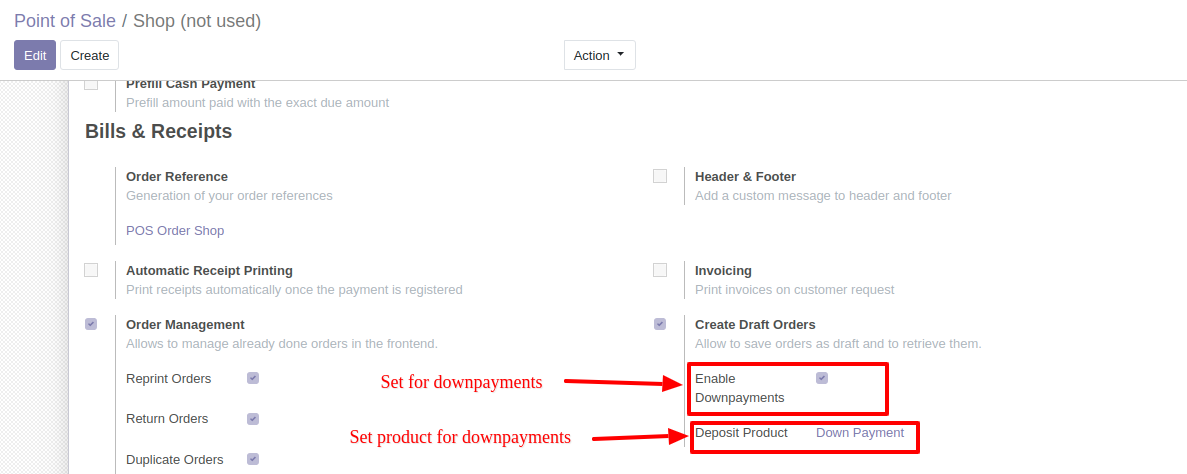 Point of Sale / Shop (not used)
Edit Create Action
Prefill Cash Payment
Prefill amount paid with the exact due amount
Bills & Receipts
Order Reference
Generation of your order references
POS Order Shop
Header & Footer
Add a custom message to header and footer
Automatic Receipt Printing
Print receipts automatically once the payment is registered
Invoicing
Print invoices on customer request
Order Management
Allows to manage already done orders in the frontend.
Reprint Orders
Return Orders
Duplicate Orders
Create Draft Orders
Allow to save orders as draft and to retrieve them.
Set for downpayments
Enable
Downpayments
Set product for downpayments
Deposit Product Down Payment